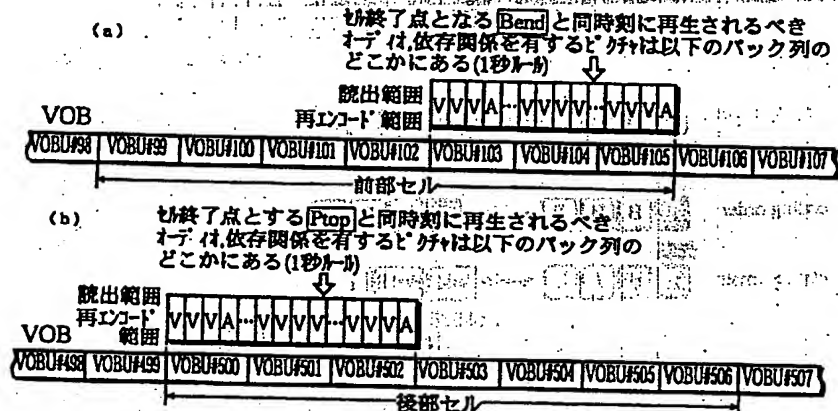 (a)
セル終了点となるBendと同時刻に再生されるべき
オーディオ,依存関係を有するピクチャは以下のパック列の
どこかにある(1秒ルール)
読出範囲
再エンコード範囲
V V V A … V V V V … V V V A
VOB
VOBU#98 VOBU#99 VOBU#100 VOBU#101 VOBU#102 VOBU#103 VOBU#104 VOBU#105 VOBU#106 VOBU#107
前部セル
(b)
セル終了点とするPtopと同時刻に再生されるべき
オーディオ,依存関係を有するピクチャは以下のパック列の
どこかにある(1秒ルール)
読出範囲
再エンコード
範囲
V V V A … V V V V … V V V A
VOB
VOBU#498 VOBU#499 VOBU#500 VOBU#501 VOBU#502 VOBU#503 VOBU#504 VOBU#505 VOBU#506 VOBU#507
後部セル